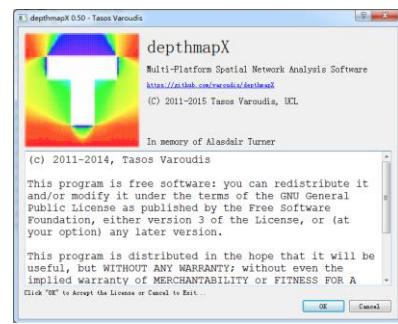 depthmapX 0.50 - Tasos Varoudis
depthmapX
Multi-Platform Spatial Network Analysis Software
https://github.com/varoudis/depthmapX
(C) 2011-2015 Tasos Varoudis, UCL
In memory of Alasdair Turner
(c) 2011-2014, Tasos Varoudis
This program is free software: you can redistribute it
and/or modify it under the terms of the GNU General
Public License as published by the Free Software
Foundation, either version 3 of the License, or (at
your option) any later version.
This program is distributed in the hope that it will be
useful, but WITHOUT ANY WARRANTY; without even the
implied warranty of MERCHANTABILITY or FITNESS FOR A
Click "OK" to Accept the License or Cancel to Exit...
OK Cancel